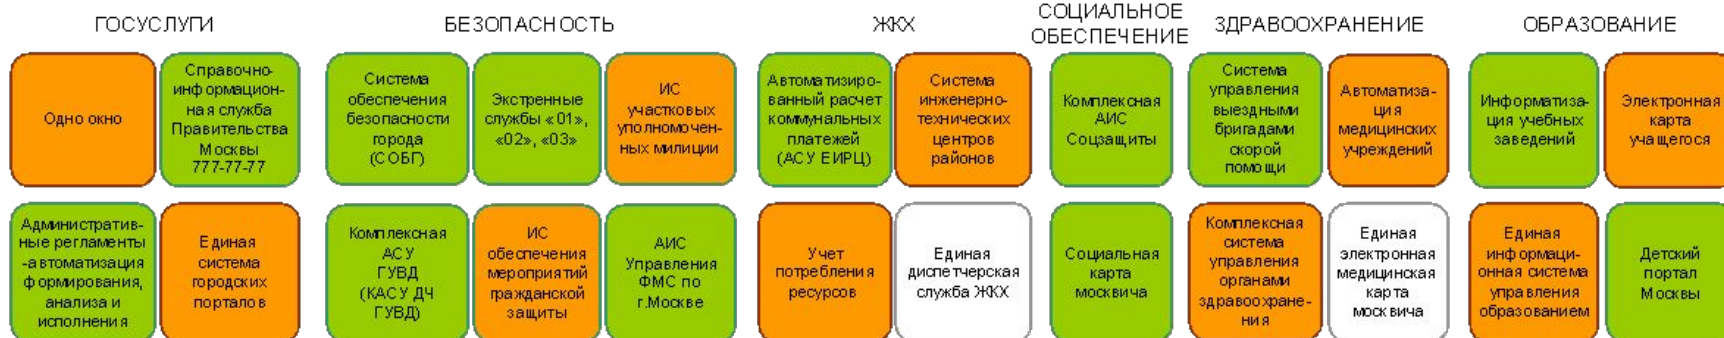 ГОСУСЛУГИ
БЕЗОПАСНОСТЬ
ЖКХ
СОЦИАЛЬНОЕ
ОБЕСПЕЧЕНИЕ
ЗДРАВООХРАНЕНИЕ
ОБРАЗОВАНИЕ
Одно окно
Справочно-
информацион-
ная служба
Правительства
Москвы
777-77-77
Система
обеспечения
безопасности
города
(СОБГ)
Экстренные
службы «01»,
«02», «03»
ИС
участковых
уполномочен-
ных милиции
Автоматизиро-
ванный расчет
коммунальных
платежей
(АСУ ЕИРЦ)
Система
инженерно-
технических
центров
районов
Комплексная
АИС
Соцзащиты
Система
управления
выездными
бригадами
скорой
помощи
Автоматиза-
ция
медицинских
учреждений
Информатиза-
ция учебных
заведений
Электронная
карта
учащегося
Административ-
ные регламенты
-автоматизация
формирования,
анализа и
исполнения
Единая
система
городских
порталов
Комплексная
АСУ
ГУВД
(КАСУ ДЧ
ГУВД)
ИС
обеспечения
мероприятий
гражданской
защиты
АИС
Управления
ФМС по
г.Москве
Учет
потребления
ресурсов
Единая
диспетчерская
служба ЖКХ
Социальная
карта
москвича
Комплексная
система
управления
органами
здравоохране-
ния
Единая
электронная
медицинская
карта
москвича
Единая
информаци-
онная система
управления
образованием
Детский
портал
Москвы